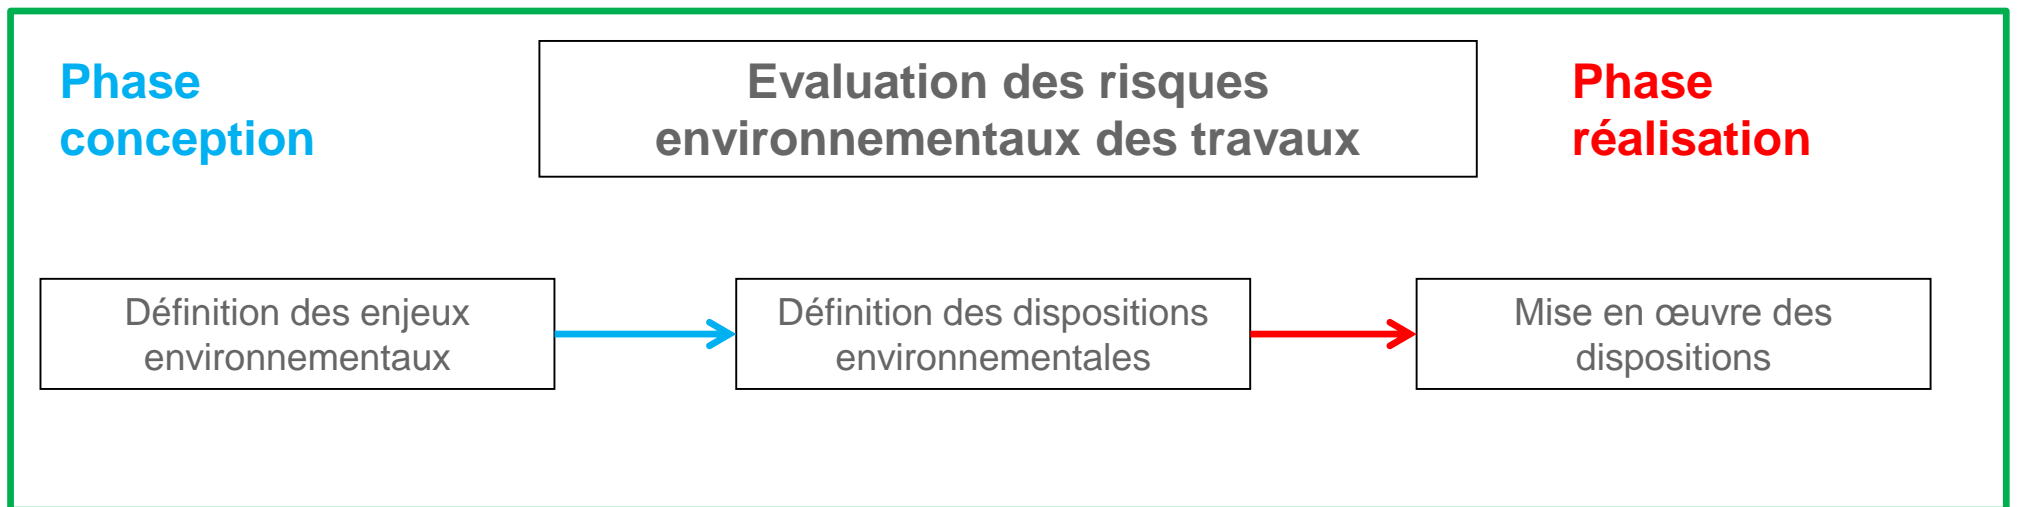 Phase
conception
Evaluation des risques
environnementaux des travaux
Phase
réalisation
Définition des enjeux
environnementaux
Définition des dispositions
environnementales
Mise en œuvre des
dispositions